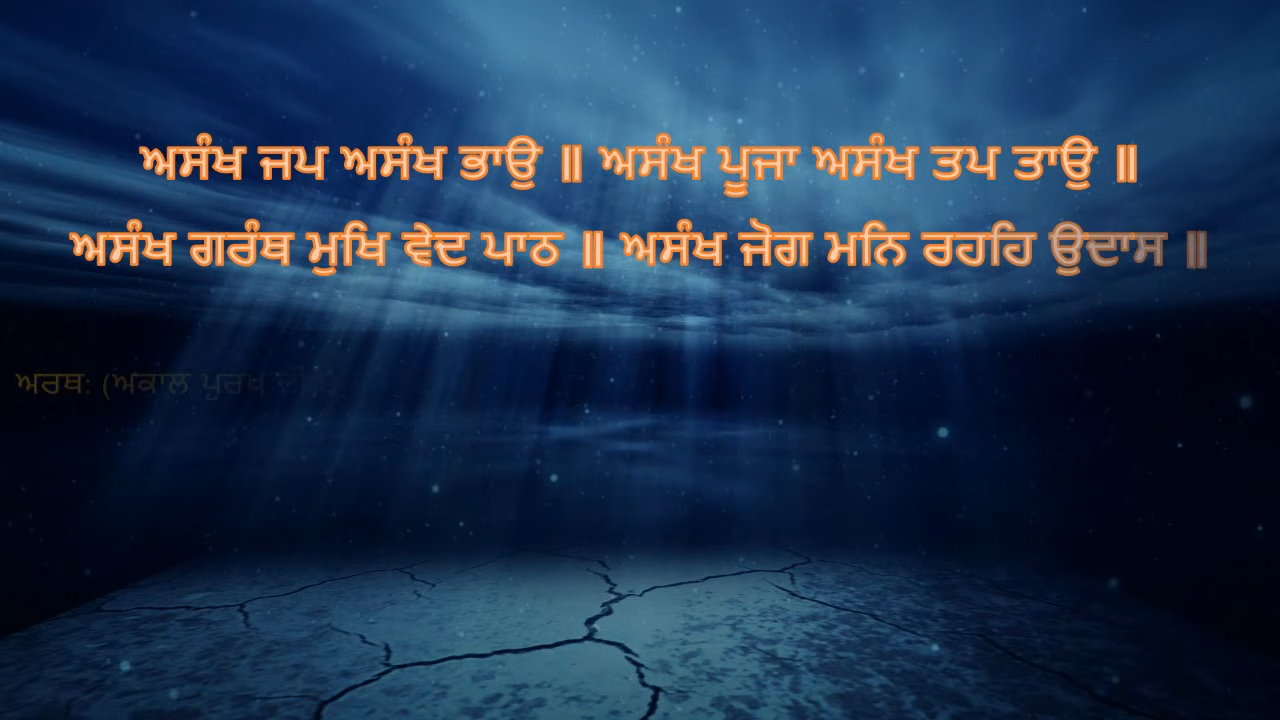 ਅਸੰਖ ਜਪ ਅਸੰਖ ਭਾਉ ॥ ਅਸੰਖ ਪੂਜਾ ਅਸੰਖ ਤਪ ਤਾਉ ॥
ਅਸੰਖ ਗਰੰਥ ਮੁਖਿ ਵੇਦ ਪਾਠ ॥ ਅਸੰਖ ਜੋਗ ਮਨਿ ਰਹਹਿ ਉਦਾਸ ॥
ਅਰਥ: (ਅਕਾਲ ਪੁਰਖ ਦੀ